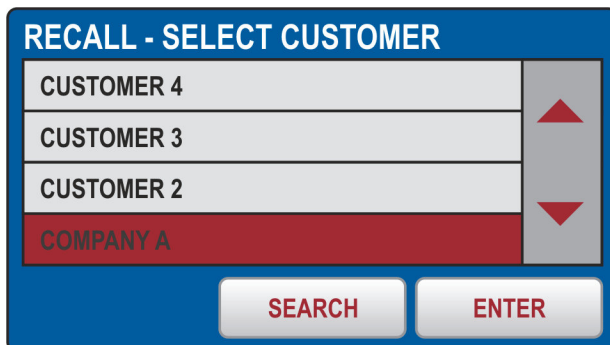 RECALL - SELECT CUSTOMER
CUSTOMER 4
CUSTOMER 3
CUSTOMER 2
COMPANY A
SEARCH ENTER